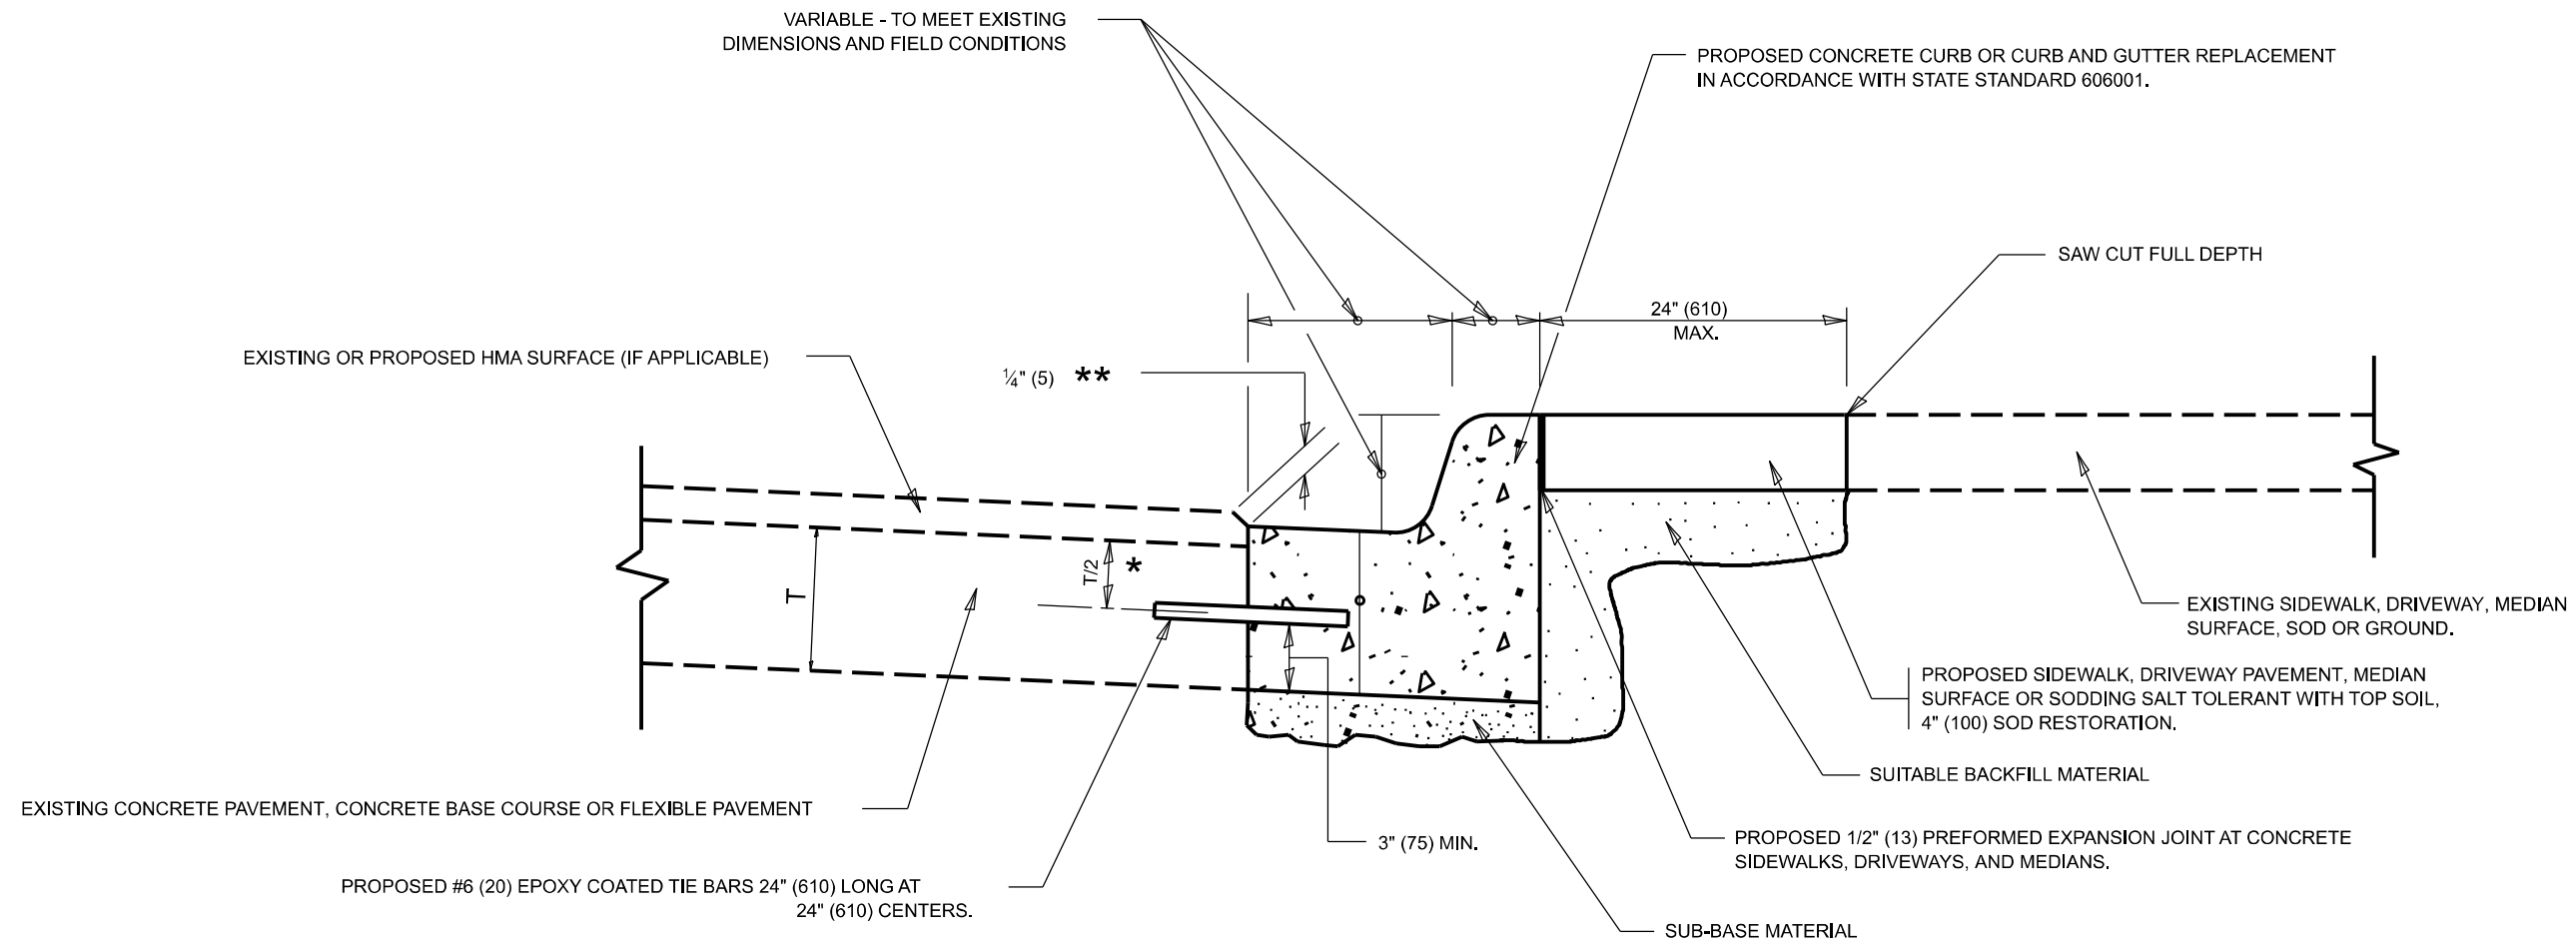 VARIABLE - TO MEET EXISTING
DIMENSIONS AND FIELD CONDITIONS
PROPOSED CONCRETE CURB OR CURB AND GUTTER REPLACEMENT
IN ACCORDANCE WITH STATE STANDARD 606001.
SAW CUT FULL DEPTH
24" (610)
MAX.
EXISTING OR PROPOSED HMA SURFACE (IF APPLICABLE)
¼" (5) **
T/2 *
T
EXISTING SIDEWALK, DRIVEWAY, MEDIAN
SURFACE, SOD OR GROUND.
PROPOSED SIDEWALK, DRIVEWAY PAVEMENT, MEDIAN
SURFACE OR SODDING SALT TOLERANT WITH TOP SOIL,
4" (100) SOD RESTORATION.
SUITABLE BACKFILL MATERIAL
EXISTING CONCRETE PAVEMENT, CONCRETE BASE COURSE OR FLEXIBLE PAVEMENT
3" (75) MIN.
PROPOSED 1/2" (13) PREFORMED EXPANSION JOINT AT CONCRETE
SIDEWALKS, DRIVEWAYS, AND MEDIANS.
PROPOSED #6 (20) EPOXY COATED TIE BARS 24" (610) LONG AT
24" (610) CENTERS.
SUB-BASE MATERIAL